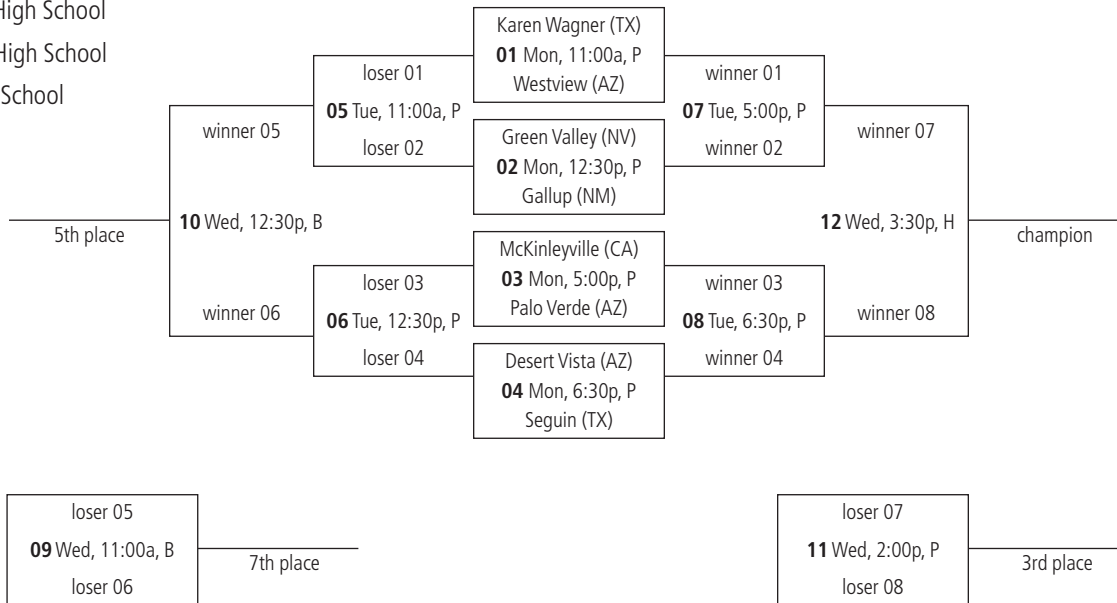 High School
High School
School
Karen Wagner (TX)
01 Mon, 11:00a, P
Westview (AZ)
loser 01
05 Tue, 11:00a, P
loser 02
winner 01
07 Tue, 5:00p, P
winner 02
winner 05
Green Valley (NV)
02 Mon, 12:30p, P
Gallup (NM)
winner 07
10 Wed, 12:30p, B
5th place
12 Wed, 3:30p, H
champion
McKinleyville (CA)
03 Mon, 5:00p, P
Palo Verde (AZ)
loser 03
06 Tue, 12:30p, P
loser 04
winner 03
08 Tue, 6:30p, P
winner 04
winner 06
winner 08
Desert Vista (AZ)
04 Mon, 6:30p, P
Seguin (TX)
loser 05
09 Wed, 11:00a, B
loser 06
7th place
loser 07
11 Wed, 2:00p, P
loser 08
3rd place